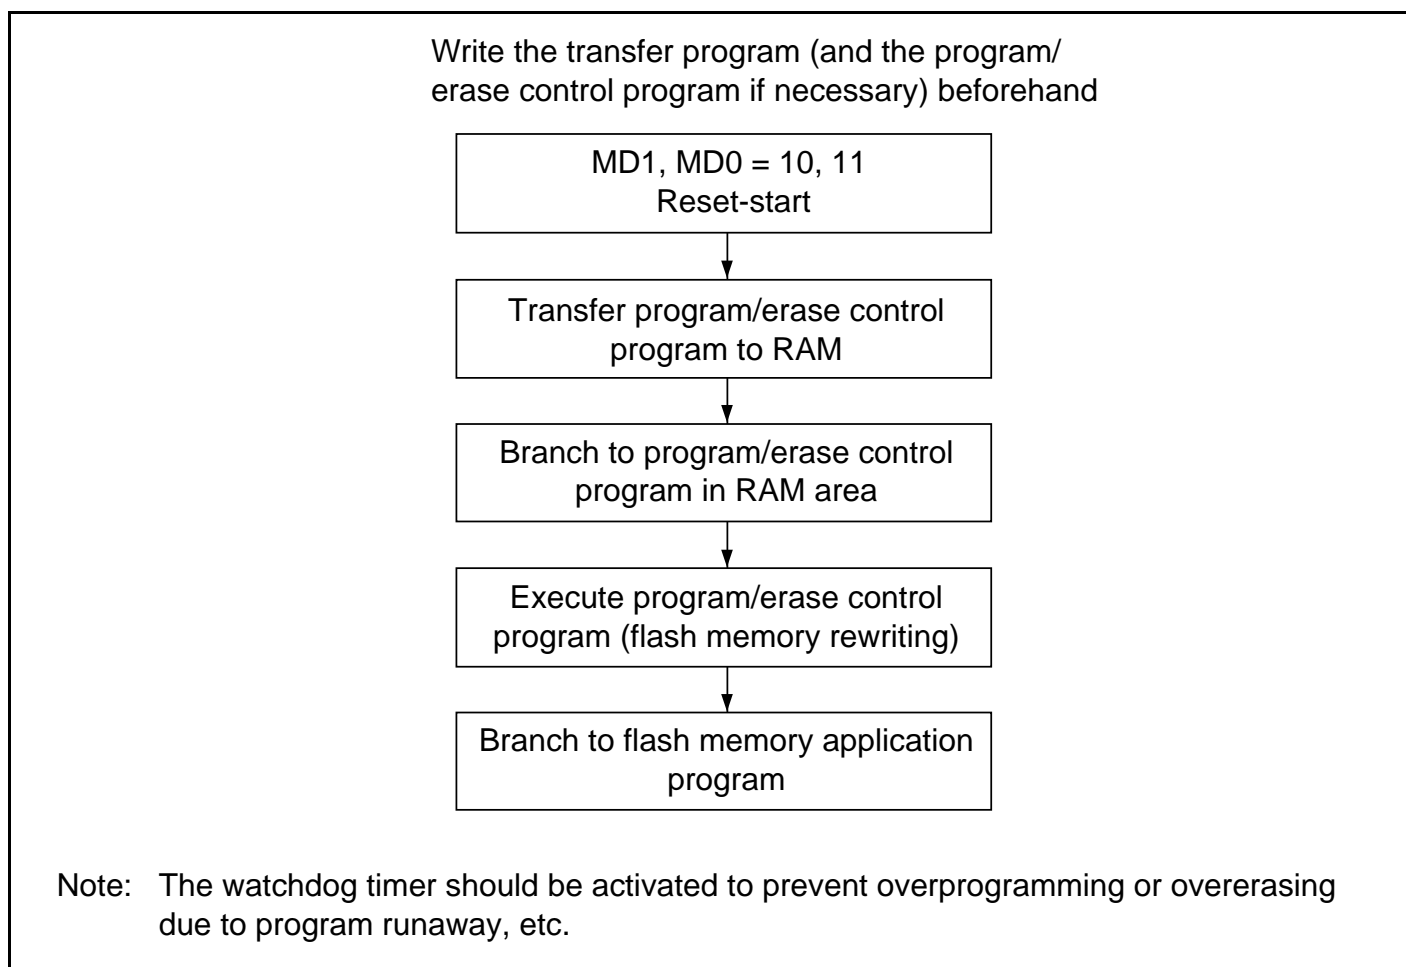 Write the transfer program (and the program/
erase control program if necessary) beforehand
MD1, MD0 = 10, 11
Reset-start
Transfer program/erase control
program to RAM
Branch to program/erase control
program in RAM area
Execute program/erase control
program (flash memory rewriting)
Branch to flash memory application
program
Note: The watchdog timer should be activated to prevent overprogramming or overerasing
due to program runaway, etc.